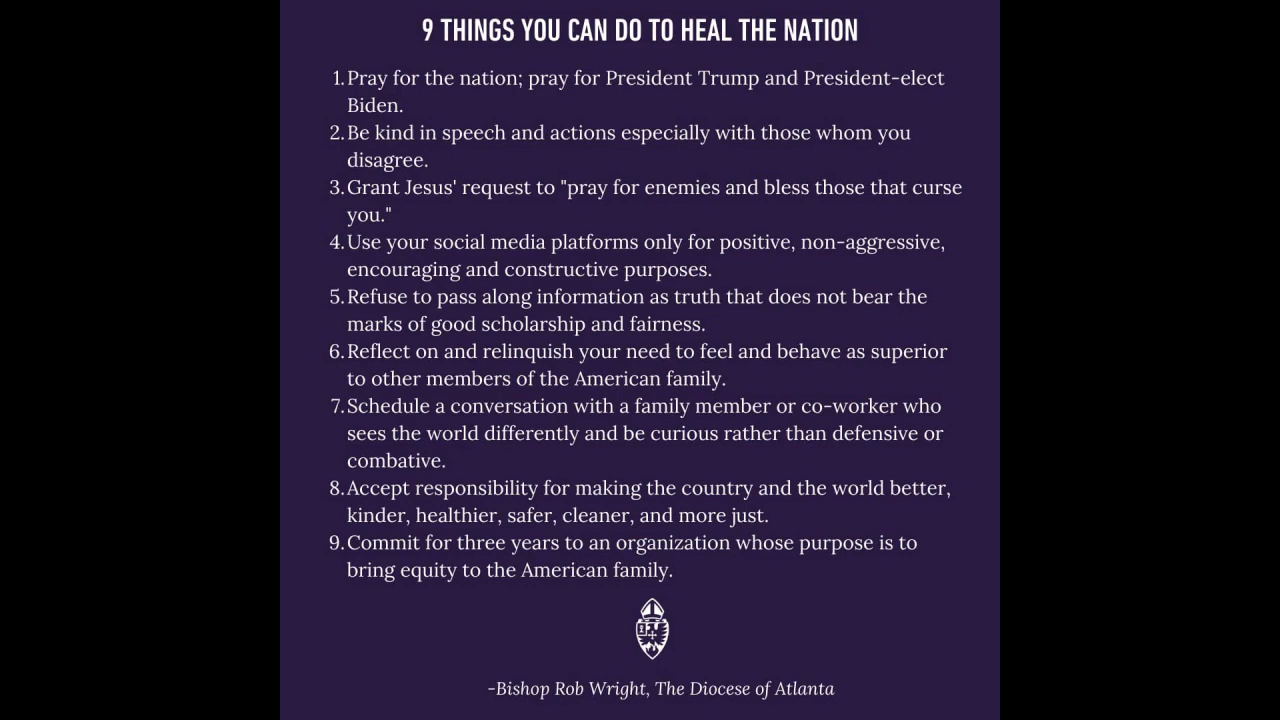 9 THINGS YOU CAN DO TO HEAL THE NATION
1. Pray for the nation; pray for President Trump and President-elect
Biden.
2. Be kind in speech and actions especially with those whom you
disagree.
3. Grant Jesus' request to "pray for enemies and bless those that curse
you."
4. Use your social media platforms only for positive, non-aggressive,
encouraging and constructive purposes.
5. Refuse to pass along information as truth that does not bear the
marks of good scholarship and fairness.
6. Reflect on and relinquish your need to feel and behave as superior
to other members of the American family.
7. Schedule a conversation with a family member or co-worker who
sees the world differently and be curious rather than defensive or
combative.
8. Accept responsibility for making the country and the world better,
kinder, healthier, safer, cleaner, and more just.
9. Commit for three years to an organization whose purpose is to
bring equity to the American family.
-Bishop Rob Wright, The Diocese of Atlanta